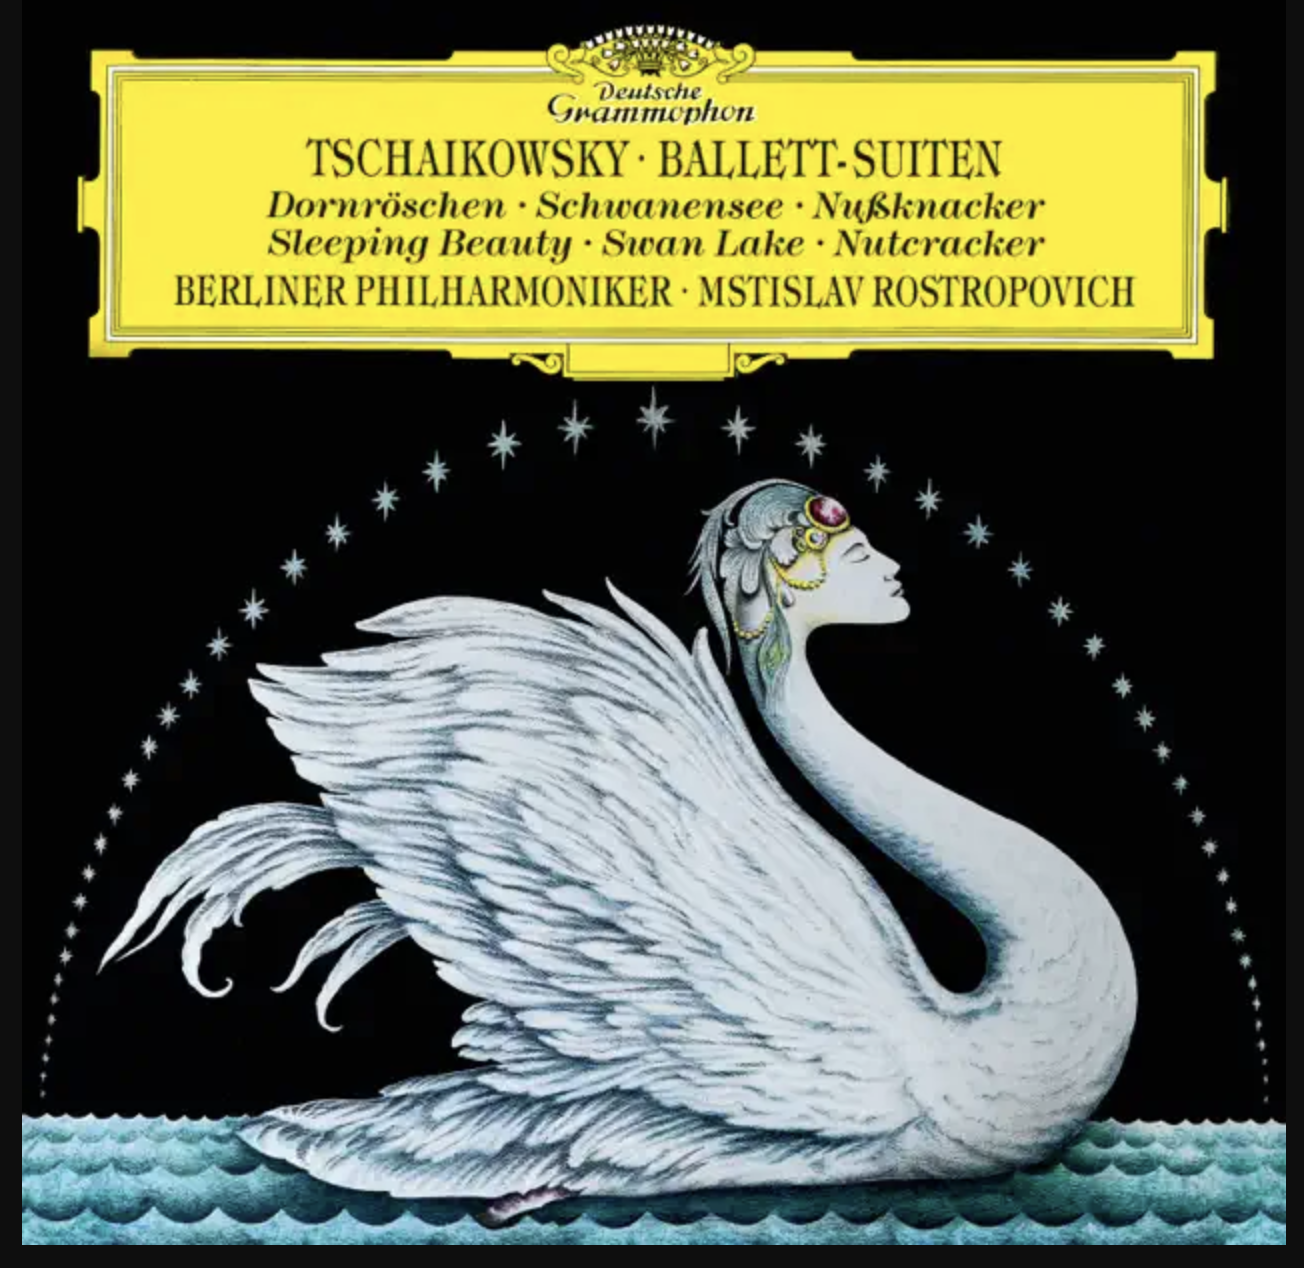 Deutsche
Grammophon
TSCHAIKOWSKY · BALLETT-SUITEN
Dornröschen · Schwanensee · Nußknacker
Sleeping Beauty · Swan Lake · Nutcracker
BERLINER PHILHARMONIKER · MSTISLAV ROSTROPOVICH